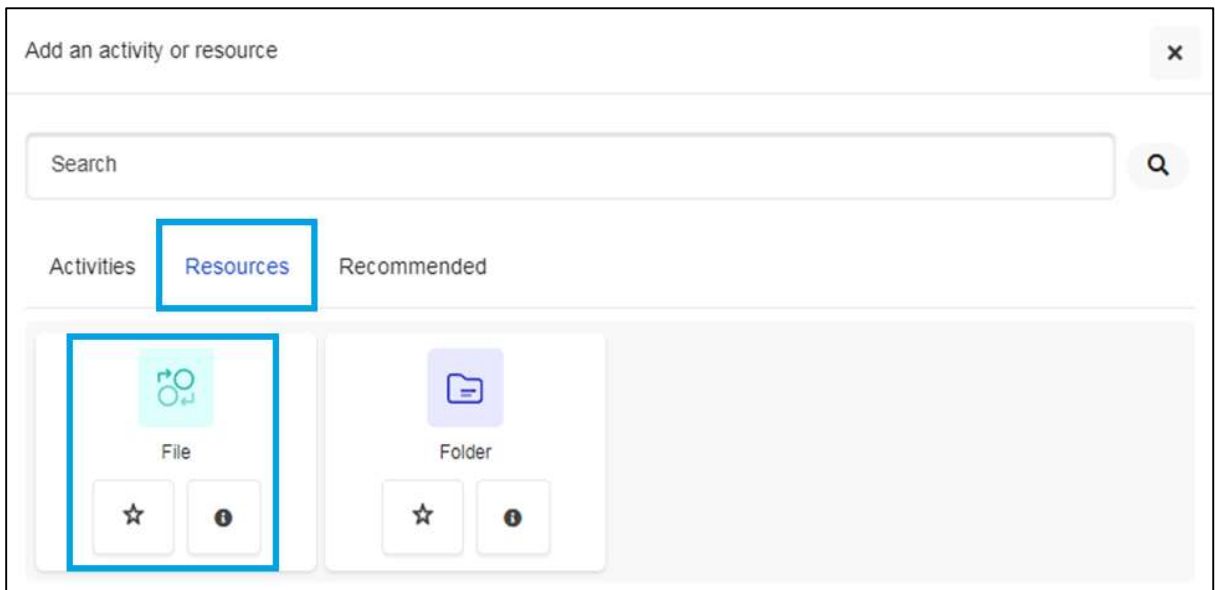 Add an activity or resource
Search
Activities Resources Recommended
File Folder